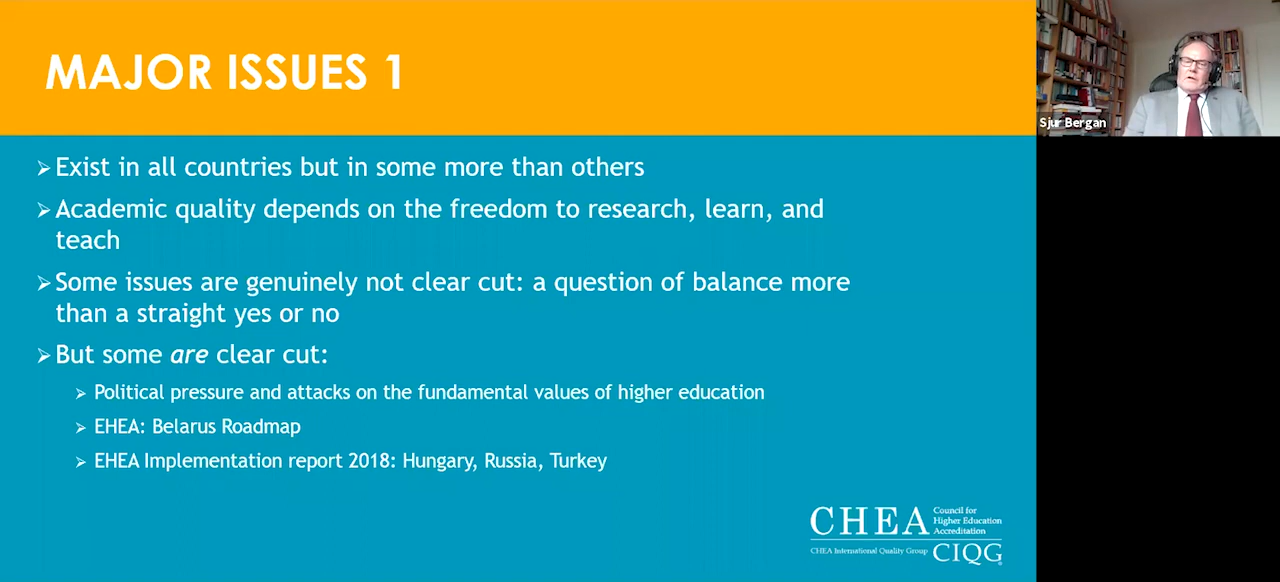 MAJOR ISSUES 1
Sjur Bergan
Exist in all countries but in some more than others
Academic quality depends on the freedom to research, learn, and
teach
Some issues are genuinely not clear cut: a question of balance more
than a straight yes or no
But some are clear cut:
Political pressure and attacks on the fundamental values of higher education
EHEA: Belarus Roadmap
EHEA Implementation report 2018: Hungary, Russia, Turkey
CHEA
Council for
Higher Education
Accreditation
CHEA International Quality Group
CIQG